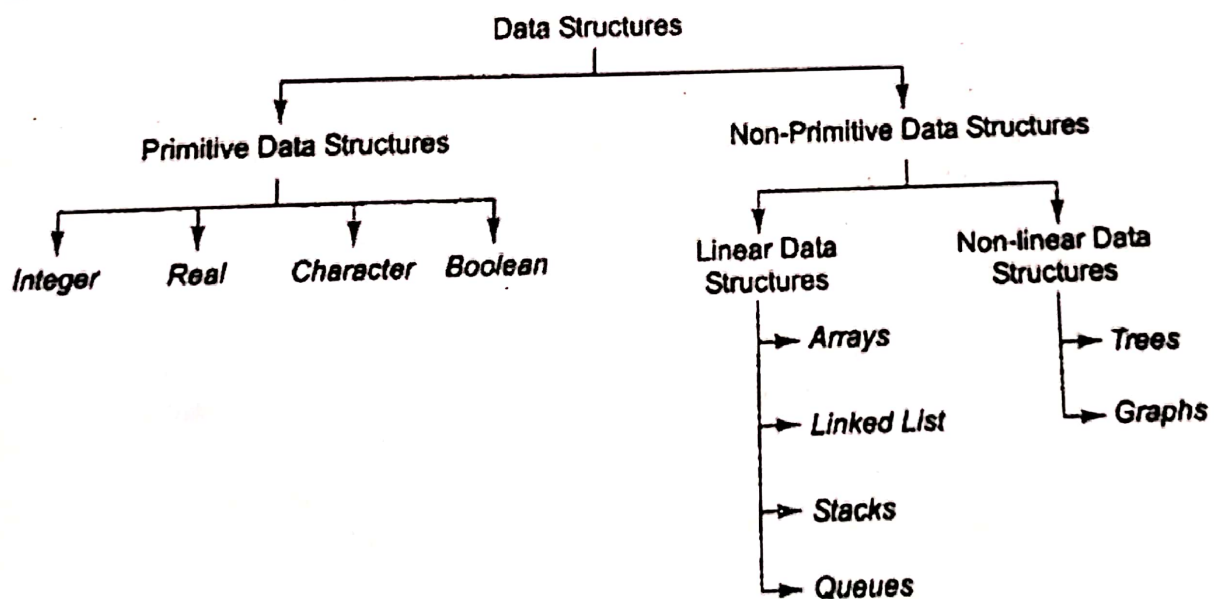 Data Structures
Primitive Data Structures
Non-Primitive Data Structures
Integer
Real
Character
Boolean
Linear Data
Structures
Arrays
Linked List
Stacks
Queues
Non-linear Data
Structures
Trees
Graphs